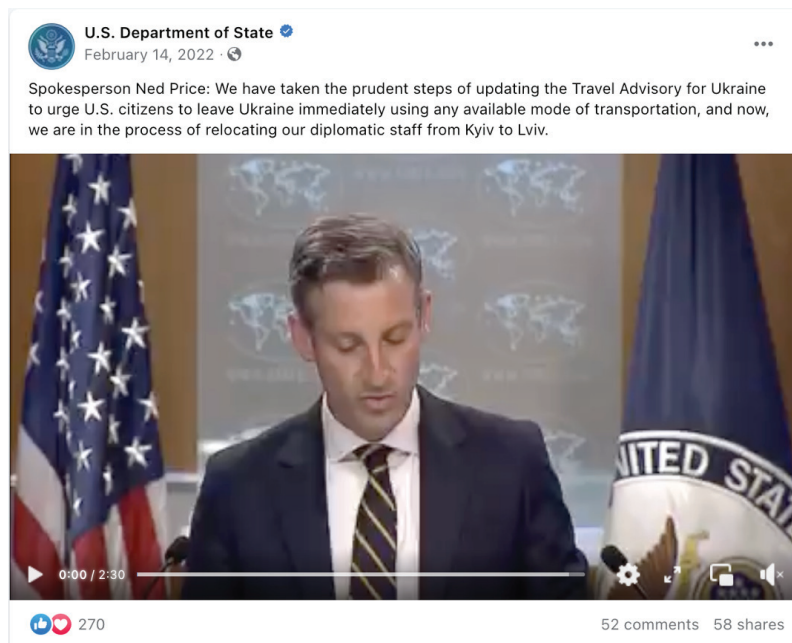 U.S. Department of State
February 14, 2022 ·
Spokesperson Ned Price: We have taken the prudent steps of updating the Travel Advisory for Ukraine
to urge U.S. citizens to leave Ukraine immediately using any available mode of transportation, and now,
we are in the process of relocating our diplomatic staff from Kyiv to Lviv.
NITED STAT
0:00 / 2:30
270
52 comments 58 shares